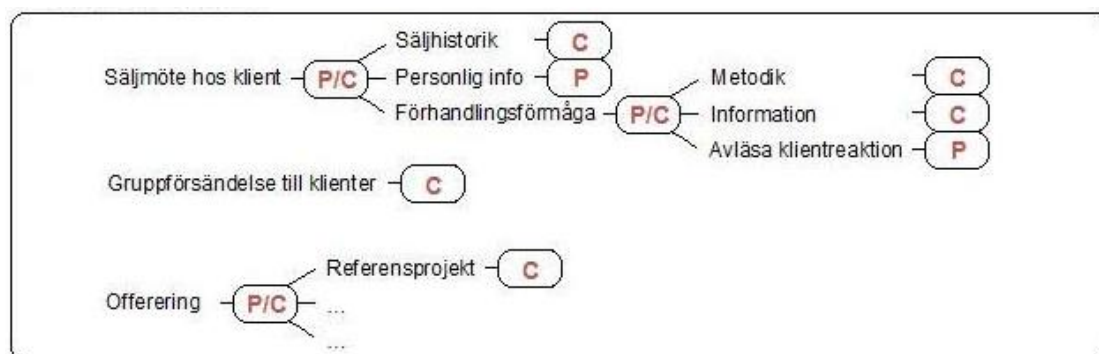 Säljhistorik C
Säljmöte hos klient P/C Personlig info P Metodik C
Förhandlingsförmåga P/C Information C
Avläsa klientreaktion P
Gruppförsändelse till klienter C
Referensprojekt C
Offerering P/C ...
...